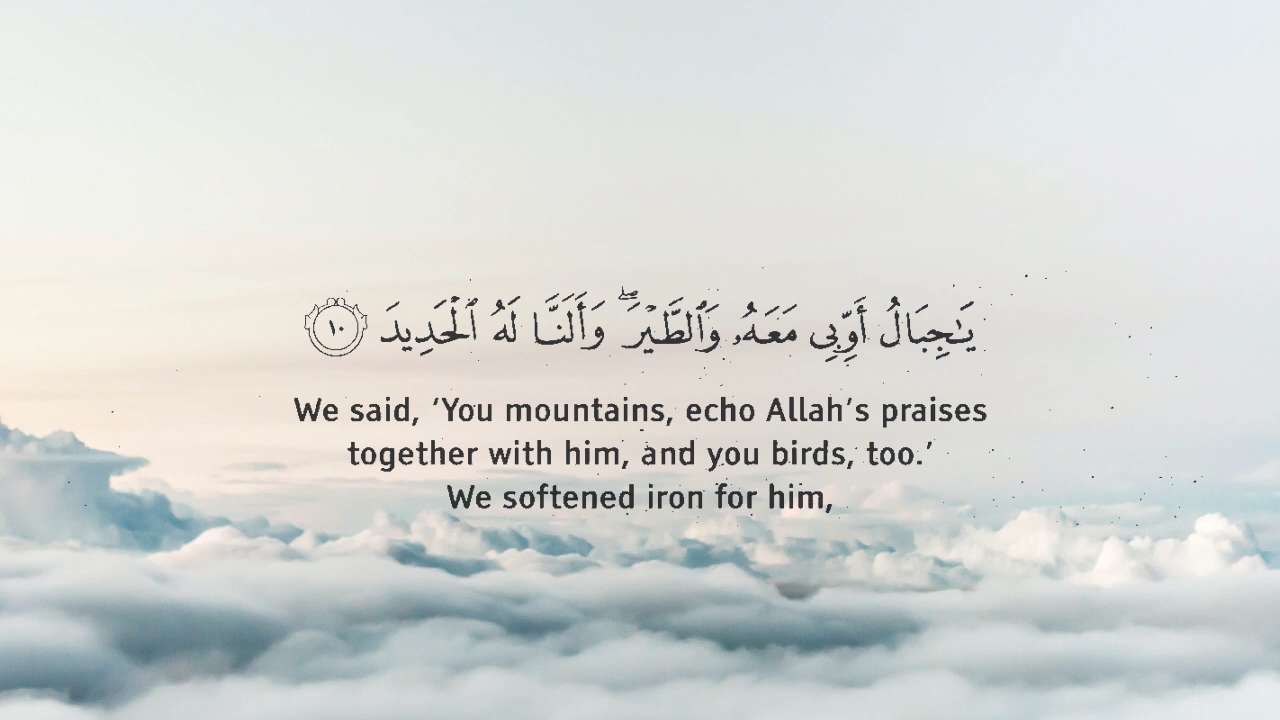 يَـٰجِبَالُ أَوِّبِى مَعَهُۥ وَٱلطَّيْرَ ۖ وَأَلَنَّا لَهُ ٱلْحَدِيدَ ١٠
We said, ‘You mountains, echo Allah’s praises
together with him, and you birds, too.’
We softened iron for him,